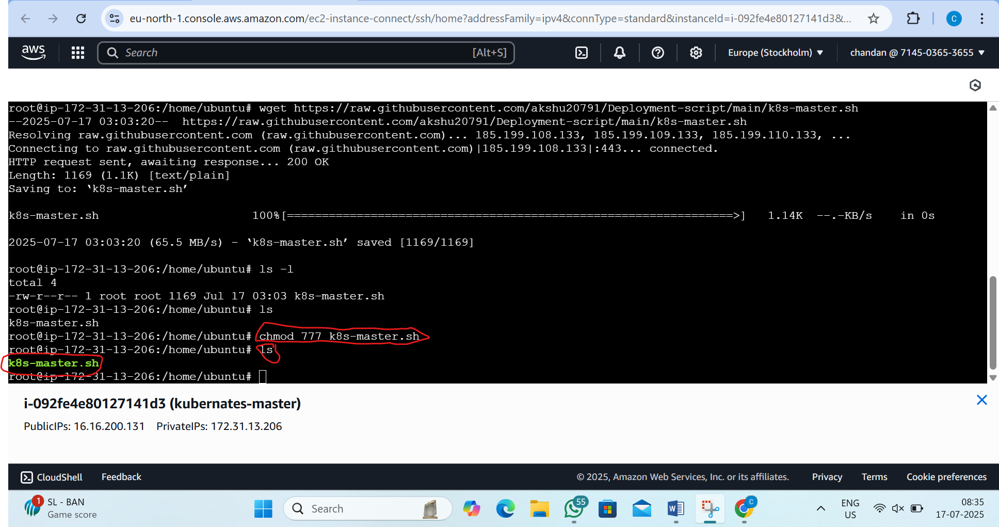 eu-north-1.console.aws.amazon.com/ec2-instance-connect/ssh/home?addressFamily=ipv4&connType=standard&instanceId=i-092fe4e80127141d3&...
C
aws
Search
[Alt+S]
Europe (Stockholm)
chandan @ 7145-0365-3655
root@ip-172-31-13-206:/home/ubuntu# wget https://raw.githubusercontent.com/akshu20791/Deployment-script/main/k8s-master.sh
--2025-07-17 03:03:20--  https://raw.githubusercontent.com/akshu20791/Deployment-script/main/k8s-master.sh
Resolving raw.githubusercontent.com (raw.githubusercontent.com)... 185.199.108.133, 185.199.109.133, 185.199.110.133, ...
Connecting to raw.githubusercontent.com (raw.githubusercontent.com)|185.199.108.133|:443... connected.
HTTP request sent, awaiting response... 200 OK
Length: 1169 (1.1K) [text/plain]
Saving to: ‘k8s-master.sh’
k8s-master.sh                      100%[================================================================>]   1.14K  --.-KB/s    in 0s
2025-07-17 03:03:20 (65.5 MB/s) - ‘k8s-master.sh’ saved [1169/1169]
root@ip-172-31-13-206:/home/ubuntu# ls -l
total 4
-rw-r--r-- 1 root root 1169 Jul 17 03:03 k8s-master.sh
root@ip-172-31-13-206:/home/ubuntu# ls
k8s-master.sh
root@ip-172-31-13-206:/home/ubuntu# chmod 777 k8s-master.sh
root@ip-172-31-13-206:/home/ubuntu# ls
k8s-master.sh
root@ip-172-31-13-206:/home/ubuntu#
i-092fe4e80127141d3 (kubernates-master)
PublicIPs: 16.16.200.131    PrivateIPs: 172.31.13.206
CloudShell
Feedback
© 2025, Amazon Web Services, Inc. or its affiliates.
Privacy
Terms
Cookie preferences
1
SL - BAN
Game score
Search
55
W
C
ENG
US
08:35
17-07-2025